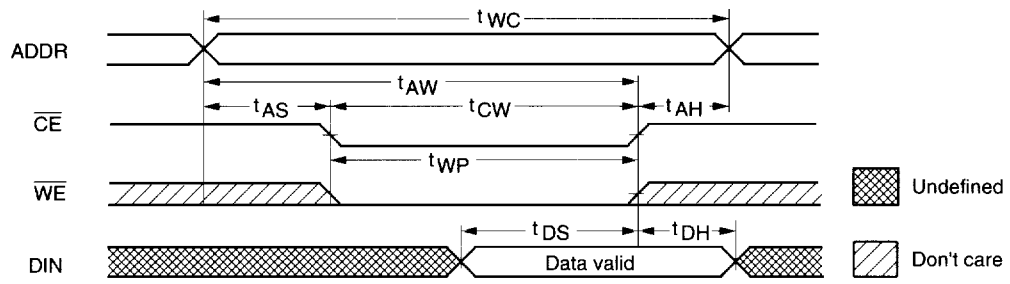 tWC
ADDR
tAW
tAS
tCW
tAH
CE
tWP
WE
Undefined
tDS
tDH
DIN
Data valid
Don't care